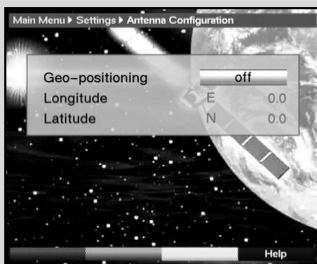 Main Menu ▶ Settings ▶ Antenna Configuration
Geo-positioning off
Longitude E 0.0
Latitude N 0.0
Help